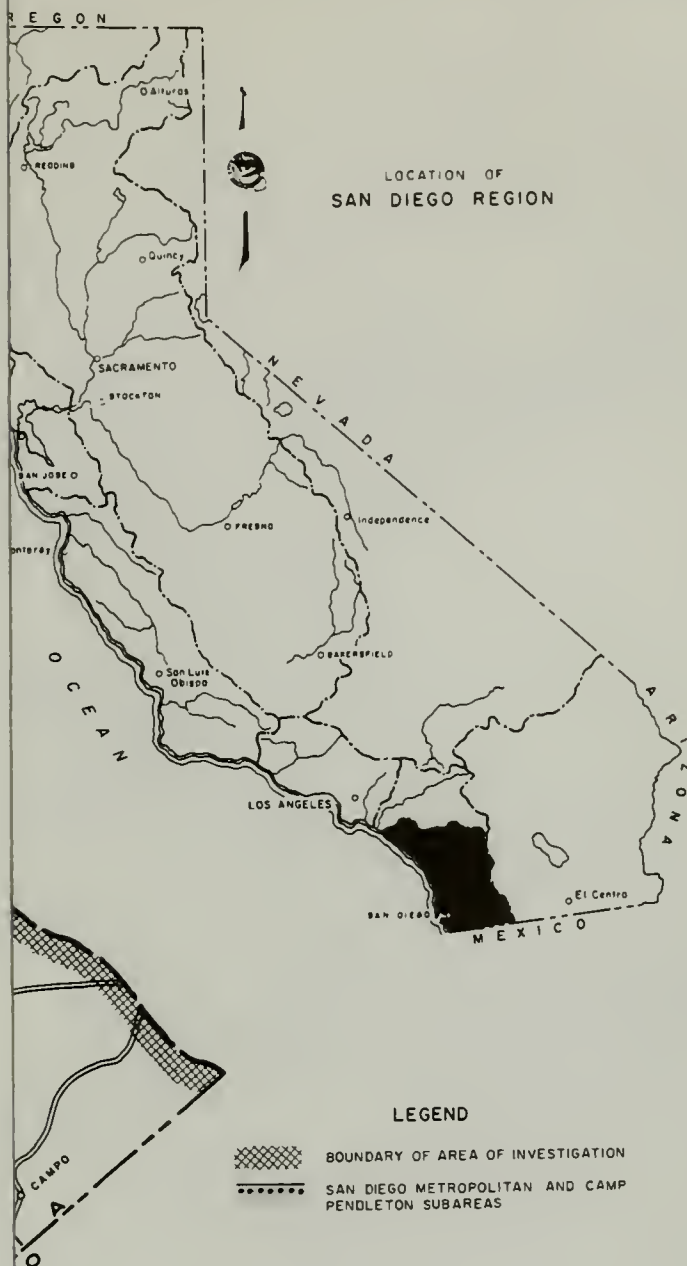 REGON
Alturas
REDDING
LOCATION OF
SAN DIEGO REGION
Quincy
SACRAMENTO
STOCKTON
NEVADA
SAN JOSE
FRESNO
Independence
onterey
OCEAN
San Luis
Obispo
BAKERSFIELD
ARIZONA
LOS ANGELES
SAN DIEGO
El Centro
MEXICO
LEGEND
BOUNDARY OF AREA OF INVESTIGATION
SAN DIEGO METROPOLITAN AND CAMP
PENDLETON SUBAREAS
CAMPO
A
O